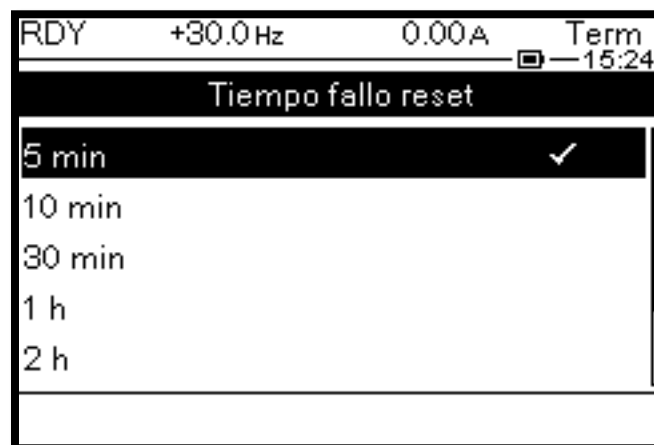 RDY +30.0 Hz 0.00 A Term
15:24
Tiempo fallo reset
5 min
10 min
30 min
1 h
2 h